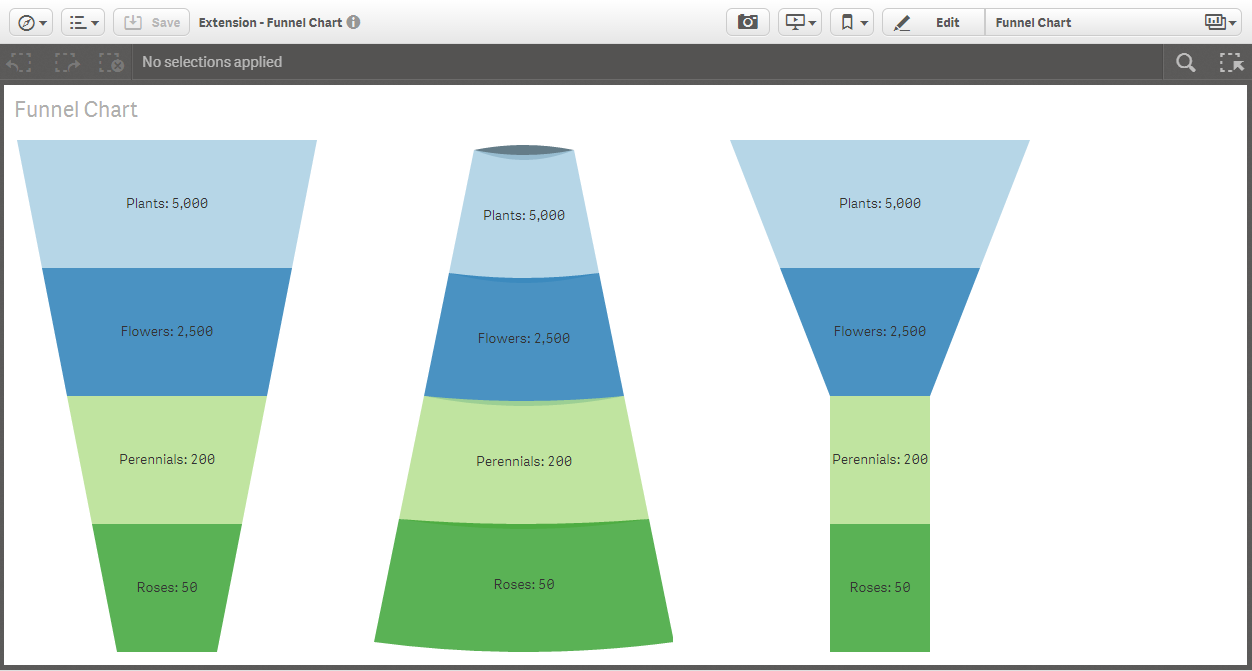 Save
Extension - Funnel Chart
Edit
Funnel Chart
No selections applied
Funnel Chart
Plants: 5,000
Flowers: 2,500
Perennials: 200
Roses: 50
Plants: 5,000
Flowers: 2,500
Perennials: 200
Roses: 50
Plants: 5,000
Flowers: 2,500
Perennials: 200
Roses: 50